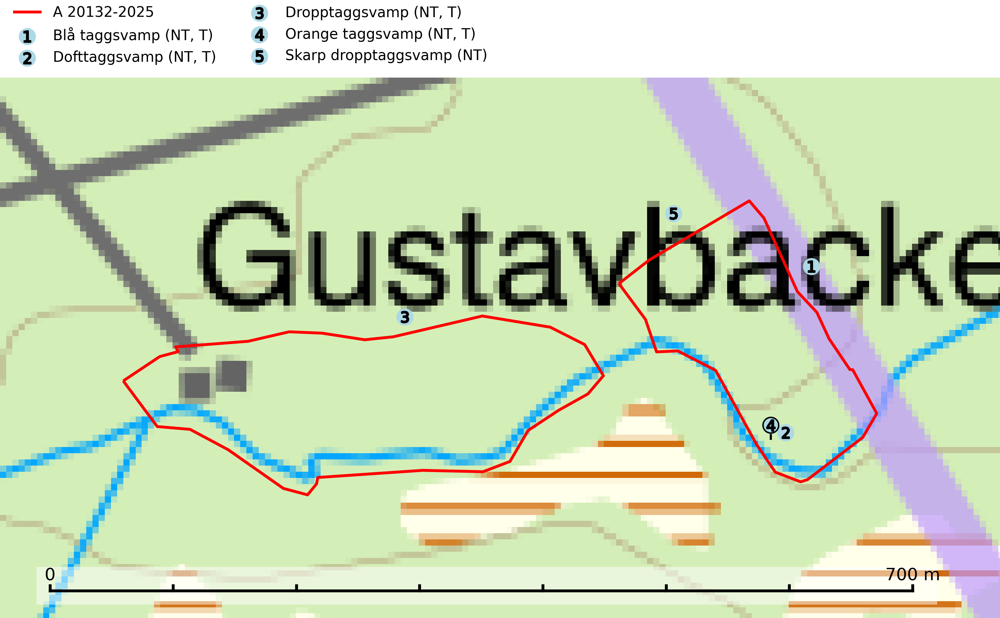 A 20132-2025
1 Blå taggsvamp (NT, T)
2 Dofttaggsvamp (NT, T)
3 Dropptaggsvamp (NT, T)
4 Orange taggsvamp (NT, T)
5 Skarp dropptaggsvamp (NT)
5
Gustavbacke
1
3
4 2
0 700 m